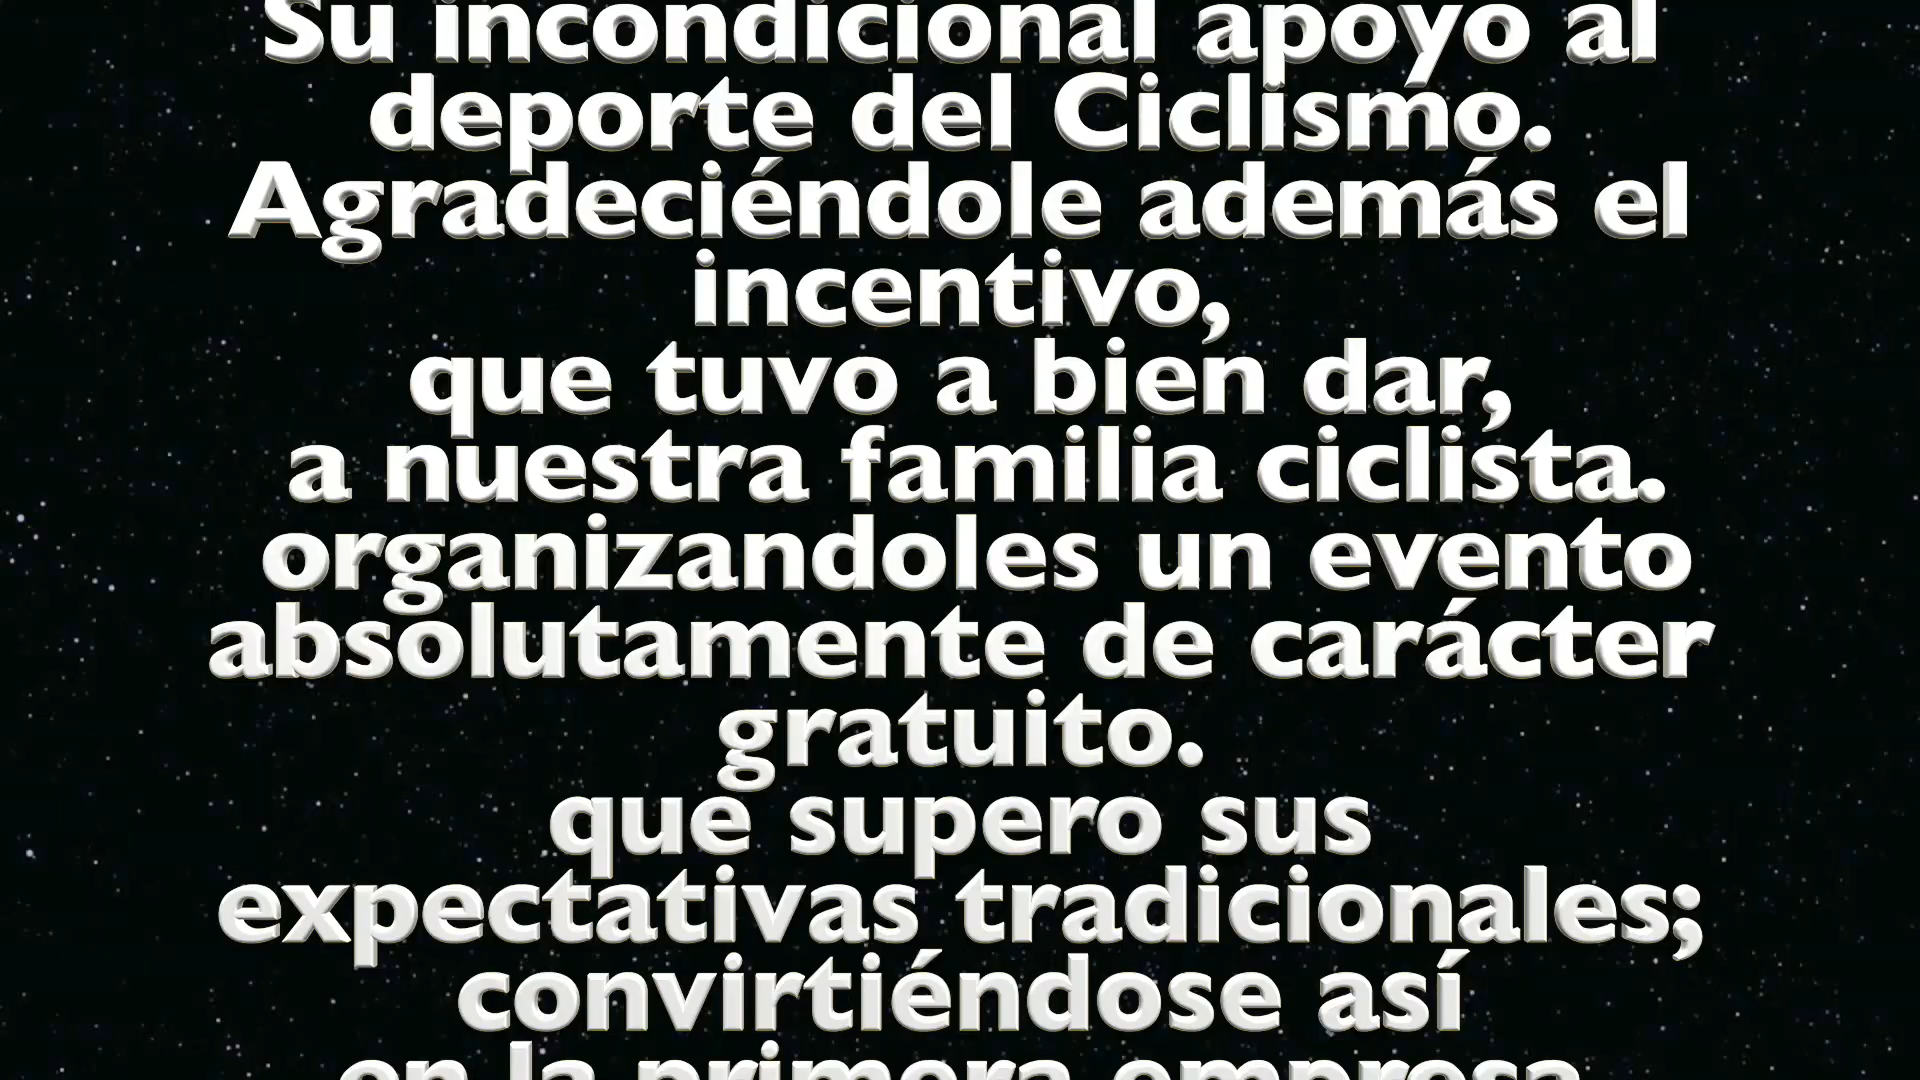 Su incondicional apoyo al
deporte del Ciclismo.
Agradeciéndole además el
incentivo,
que tuvo a bien dar,
a nuestra familia ciclista.
organizandoles un evento
absolutamente de carácter
gratuito.
que supero sus
expectativas tradicionales;
convirtiéndose así
en la primera empresa